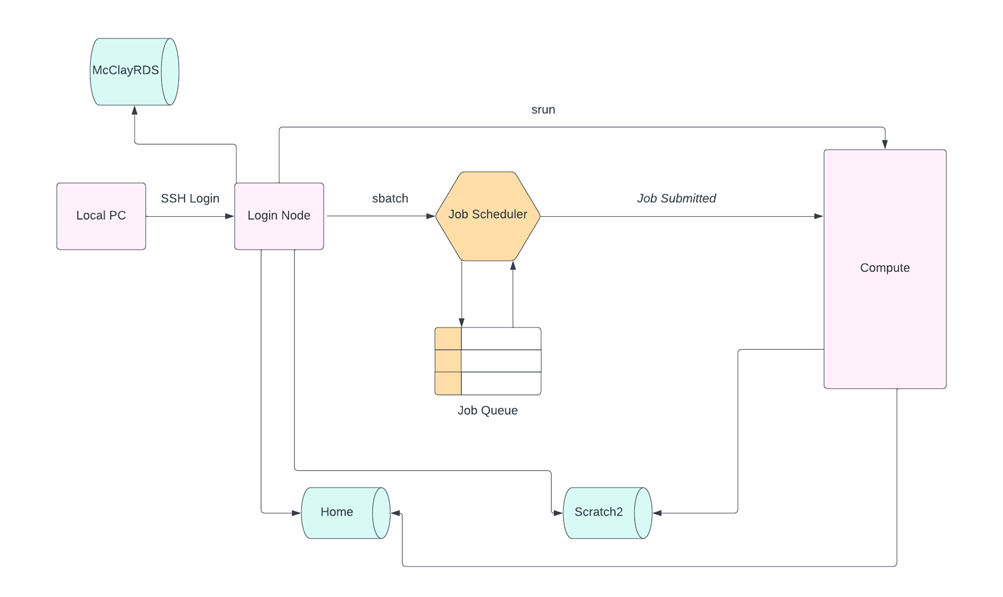 McClayRDS
srun
Local PC
SSH Login
Login Node
sbatch
Job Scheduler
Job Submitted
Compute
Job Queue
Home
Scratch2